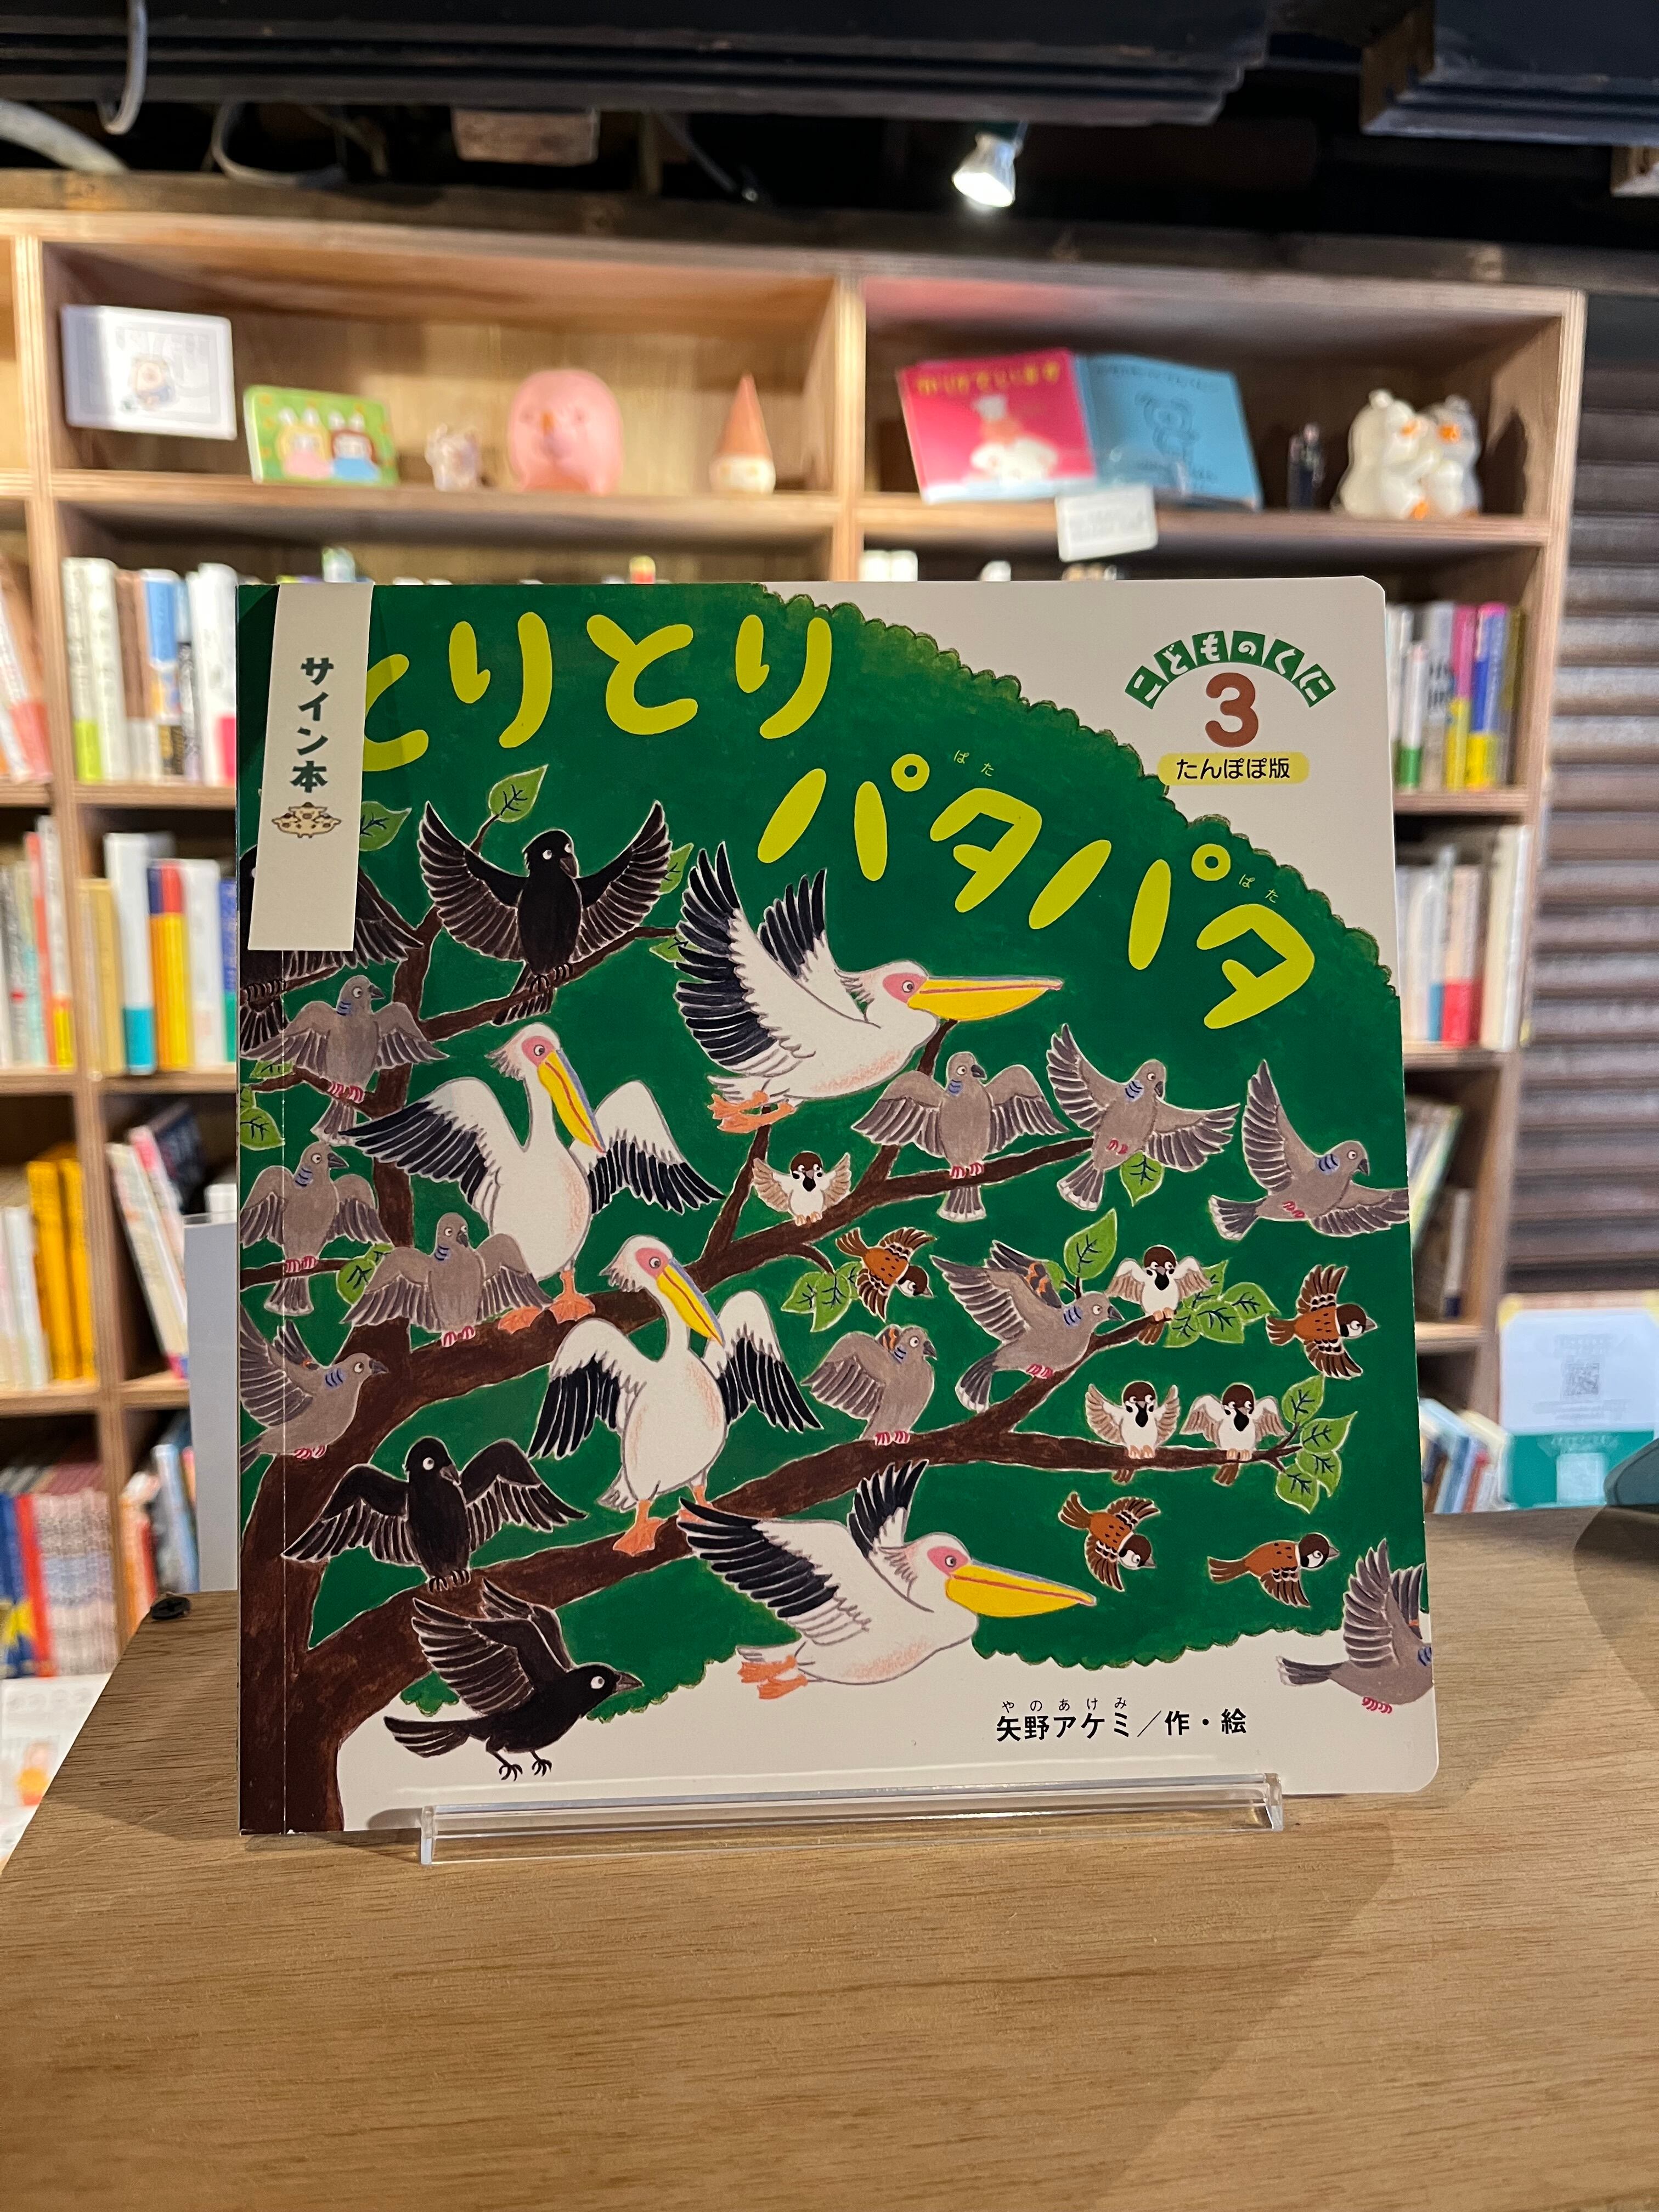 サイン本
とりとり
ぱた
パタパタ
ぱた
こどものくに
3
たんぽぽ版
やのあけみ
矢野アケミ／作・絵